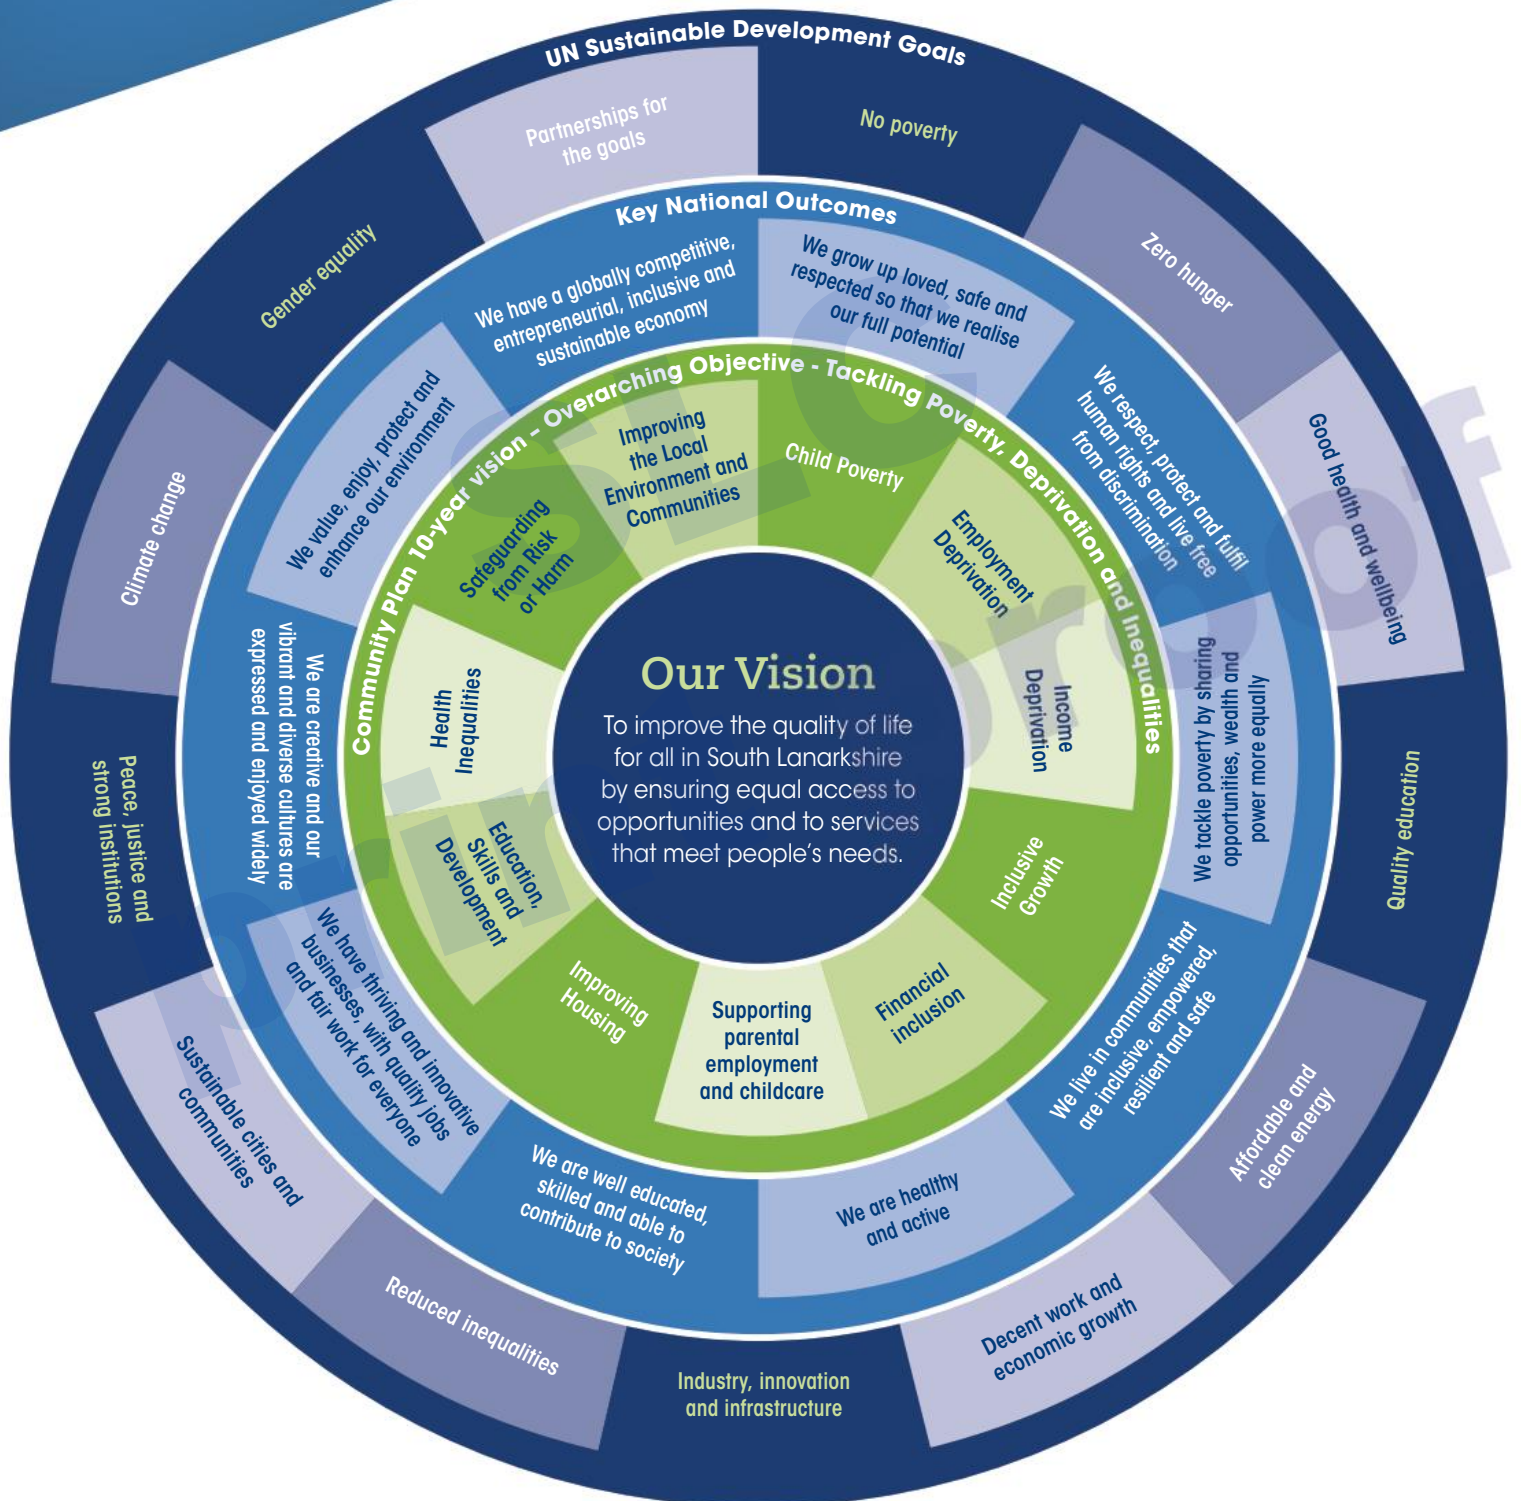 UN Sustainable Development Goals
No poverty
Zero hunger
Good health and wellbeing
Quality education
Affordable and
clean energy
Decent work and
economic growth
Industry, innovation
and infrastructure
Reduced inequalities
Sustainable cities and
communities
Peace, justice and
strong institutions
Climate change
Gender equality
Partnerships for
the goals
Key National Outcomes
We grow up loved, safe and
respected so that we realise
our full potential
We respect, protect and fulfil
human rights and live free
from discrimination
We tackle poverty by sharing
opportunities, wealth and
power more equally
We live in communities that
are inclusive, empowered,
resilient and safe
We are healthy
and active
We are well educated,
skilled and able to
contribute to society
We have thriving and innovative
businesses, with quality jobs
and fair work for everyone
We are creative and our
vibrant and diverse cultures are
expressed and enjoyed widely
We value, enjoy, protect and
enhance our environment
We have a globally competitive,
entrepreneurial, inclusive and
sustainable economy
Community Plan 10-year vision – Overarching Objective - Tackling Poverty, Deprivation and Inequalities
Child Poverty
Employment
Deprivation
Income
Deprivation
Inclusive
Growth
Financial
inclusion
Supporting
parental
employment
and childcare
Improving
Housing
Education,
Skills and
Development
Health
Inequalities
Safeguarding
from Risk
or Harm
Improving
the Local
Environment and
Communities
Our Vision
To improve the quality of life
for all in South Lanarkshire
by ensuring equal access to
opportunities and to services
that meet people's needs.
SLC
print proof